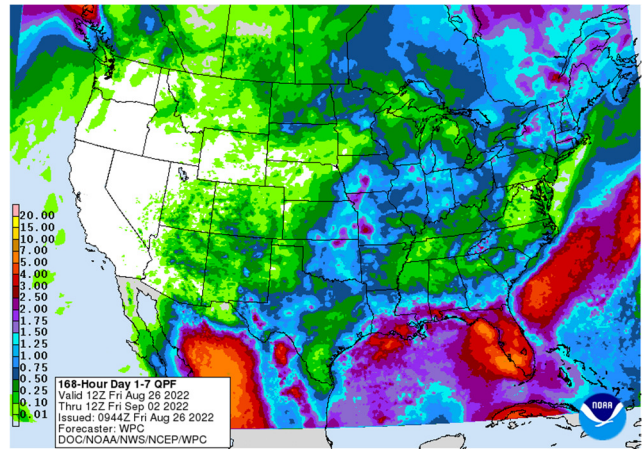 20.00
15.00
10.00
7.00
5.00
4.00
3.00
2.50
2.00
1.75
1.50
1.25
1.00
0.75
0.50
0.25
0.10
0.01
168-Hour Day 1-7 QPF
Valid 12Z Fri Aug 26 2022
Thru 12Z Fri Sep 02 2022
Issued: 0944Z Fri Aug 26 2022
Forecaster: WPC
DOC/NOAA/NWS/NCEP/WPC
NOAA